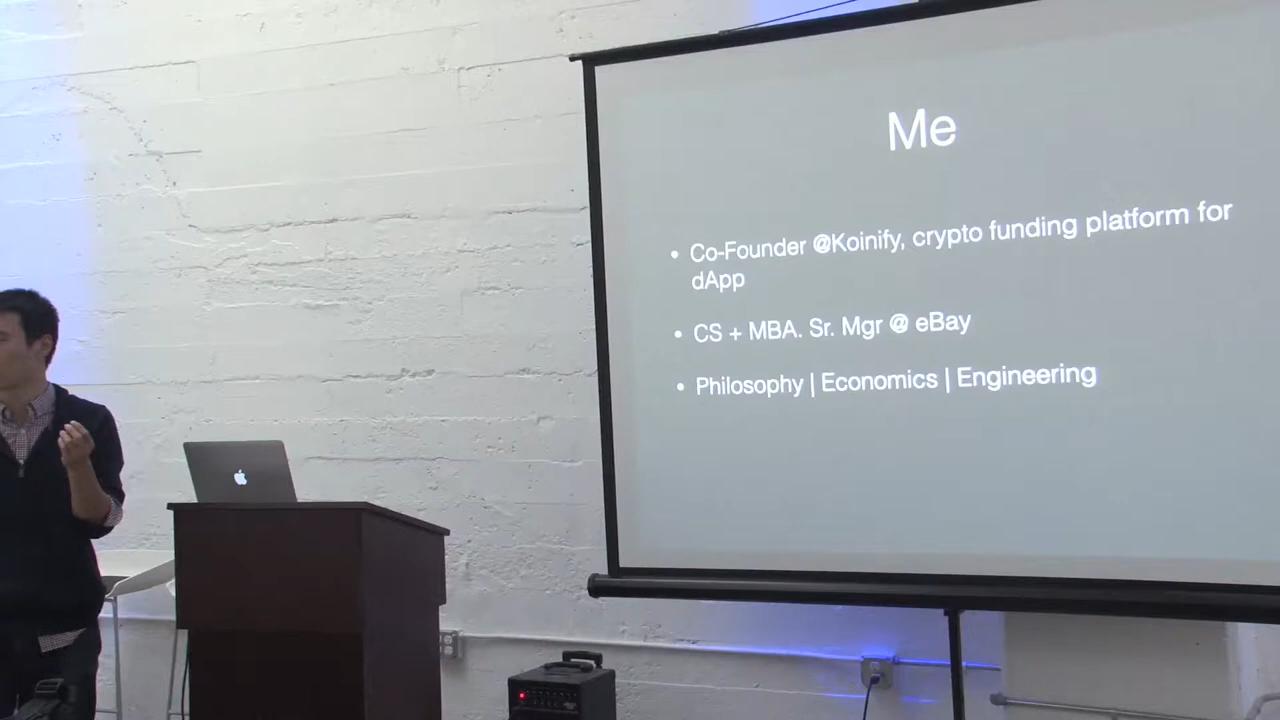 Me
• Co-Founder @Koinify, crypto funding platform for
dApp
• CS + MBA. Sr. Mgr @ eBay
• Philosophy | Economics | Engineering